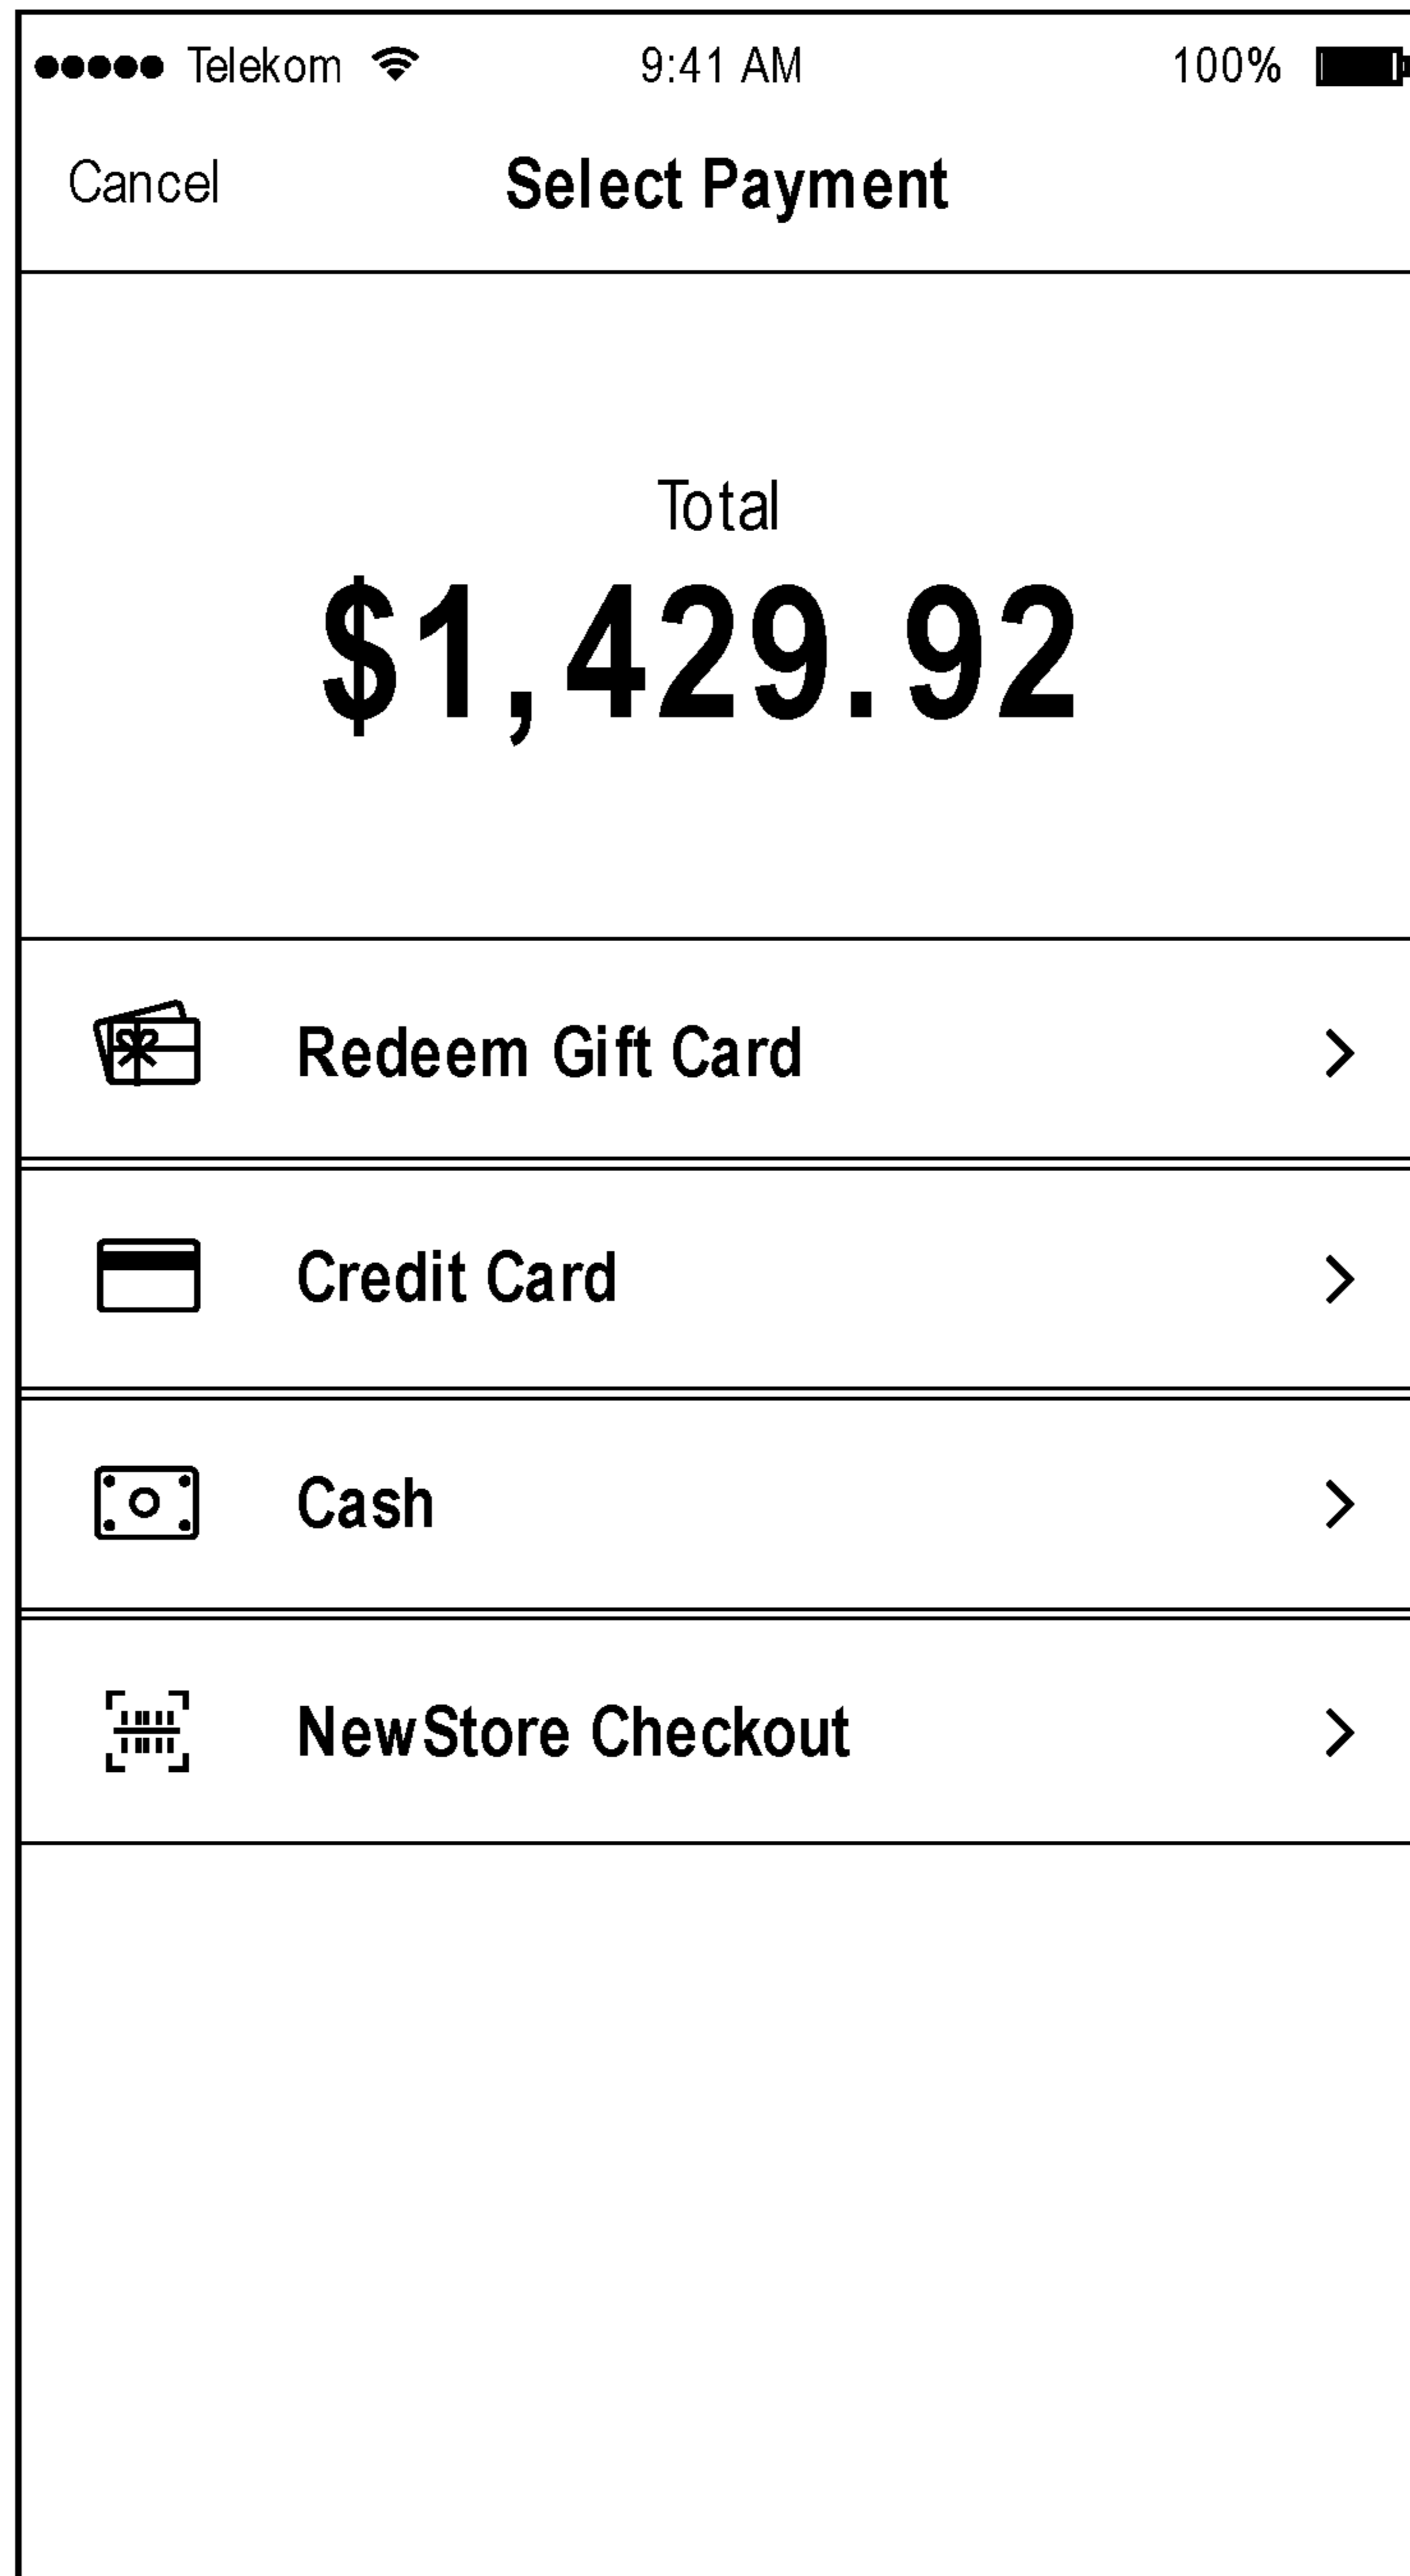 Telekom 9:41 AM 100%
Cancel Select Payment
Total
$1,429.92
Redeem Gift Card
Credit Card
Cash
NewStore Checkout